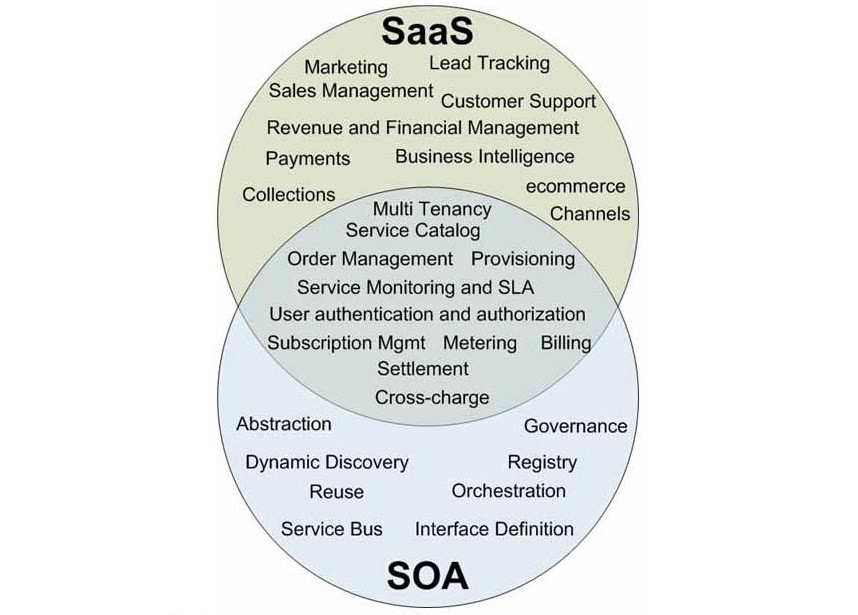 SaaS
Marketing
Lead Tracking
Sales Management
Customer Support
Revenue and Financial Management
Payments
Business Intelligence
Collections
ecommerce
Channels
Multi Tenancy
Service Catalog
Order Management
Provisioning
Service Monitoring and SLA
User authentication and authorization
Subscription Mgmt
Metering
Billing
Settlement
Cross-charge
Abstraction
Governance
Dynamic Discovery
Registry
Reuse
Orchestration
Service Bus
Interface Definition
SOA